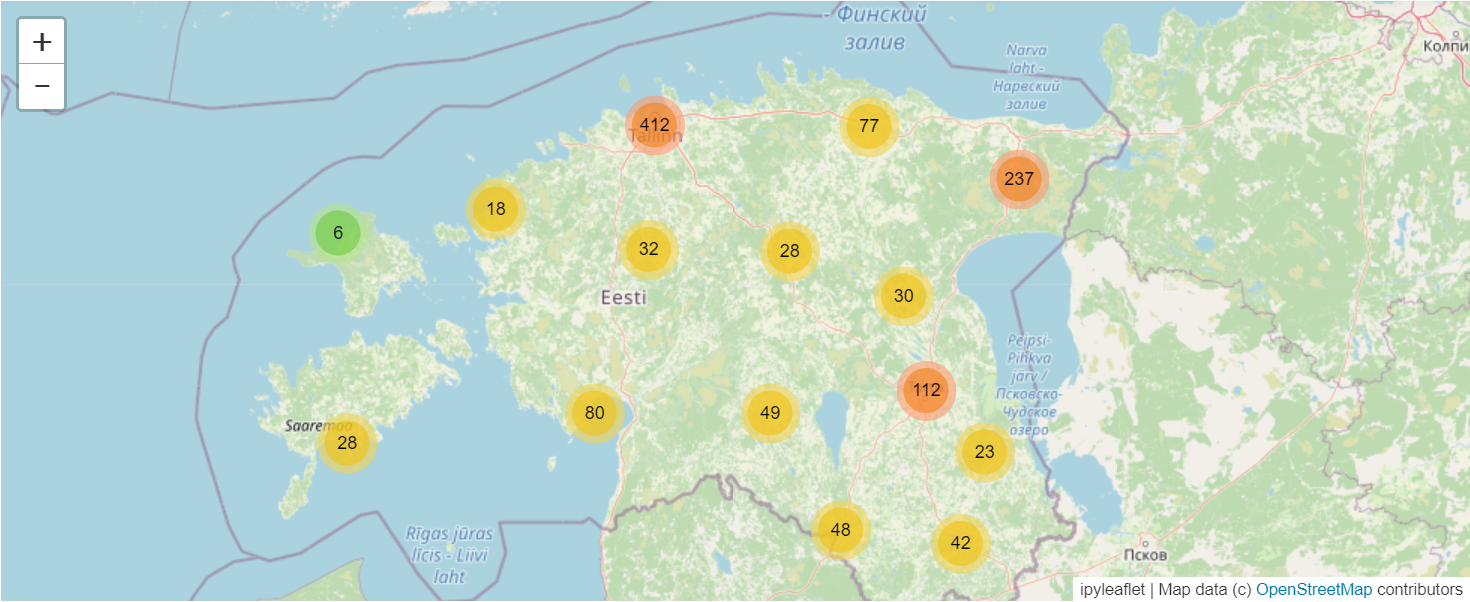 +
−
- Финский
залив
Narva
laht -
Нарвский
залив
Колпи
412
Tallinn
77
237
18
6
32
28
Eesti
30
Peipsi-
Pihkva
järv /
Псковско-
Чудское
озеро
112
80
49
Saaremaa
28
23
48
42
Rīgas jūras
līcis - Liivi
laht
Псков
ipyleaflet | Map data (c) OpenStreetMap contributors